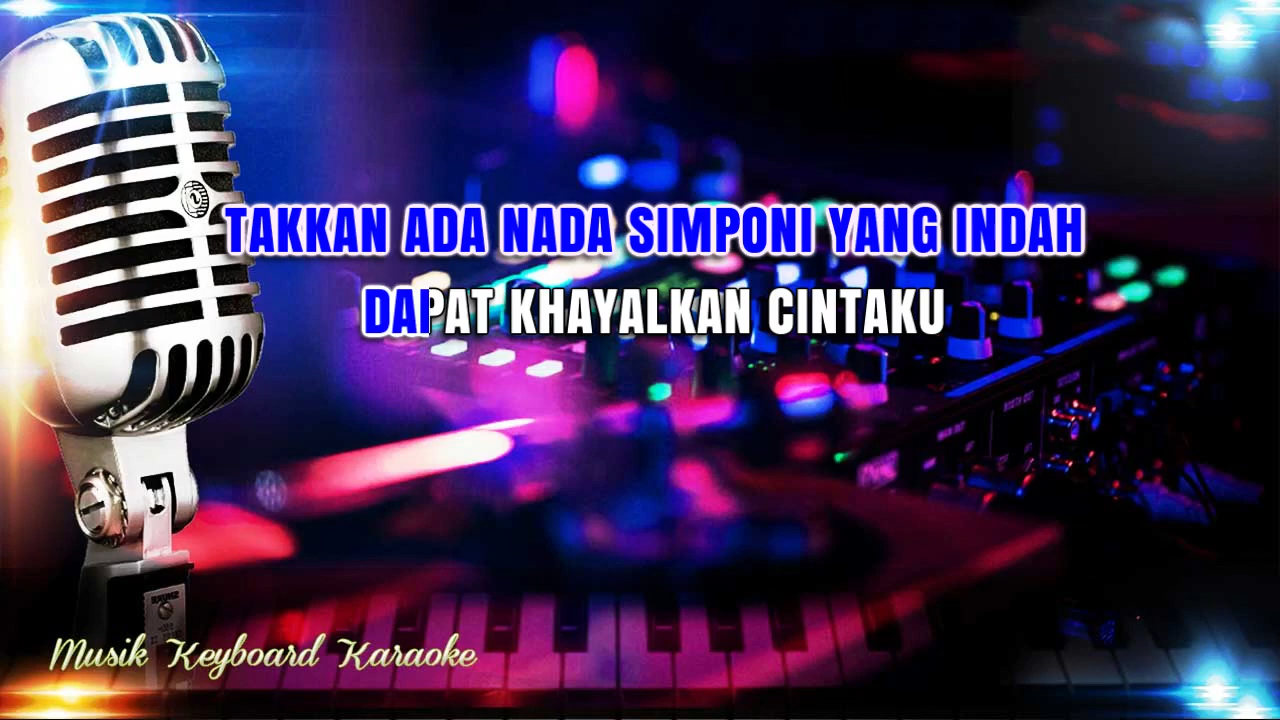 TAKKAN ADA NADA SIMPONI YANG INDAH
DAPAT KHAYALKAN CINTAKU
Musik Keyboard Karaoke